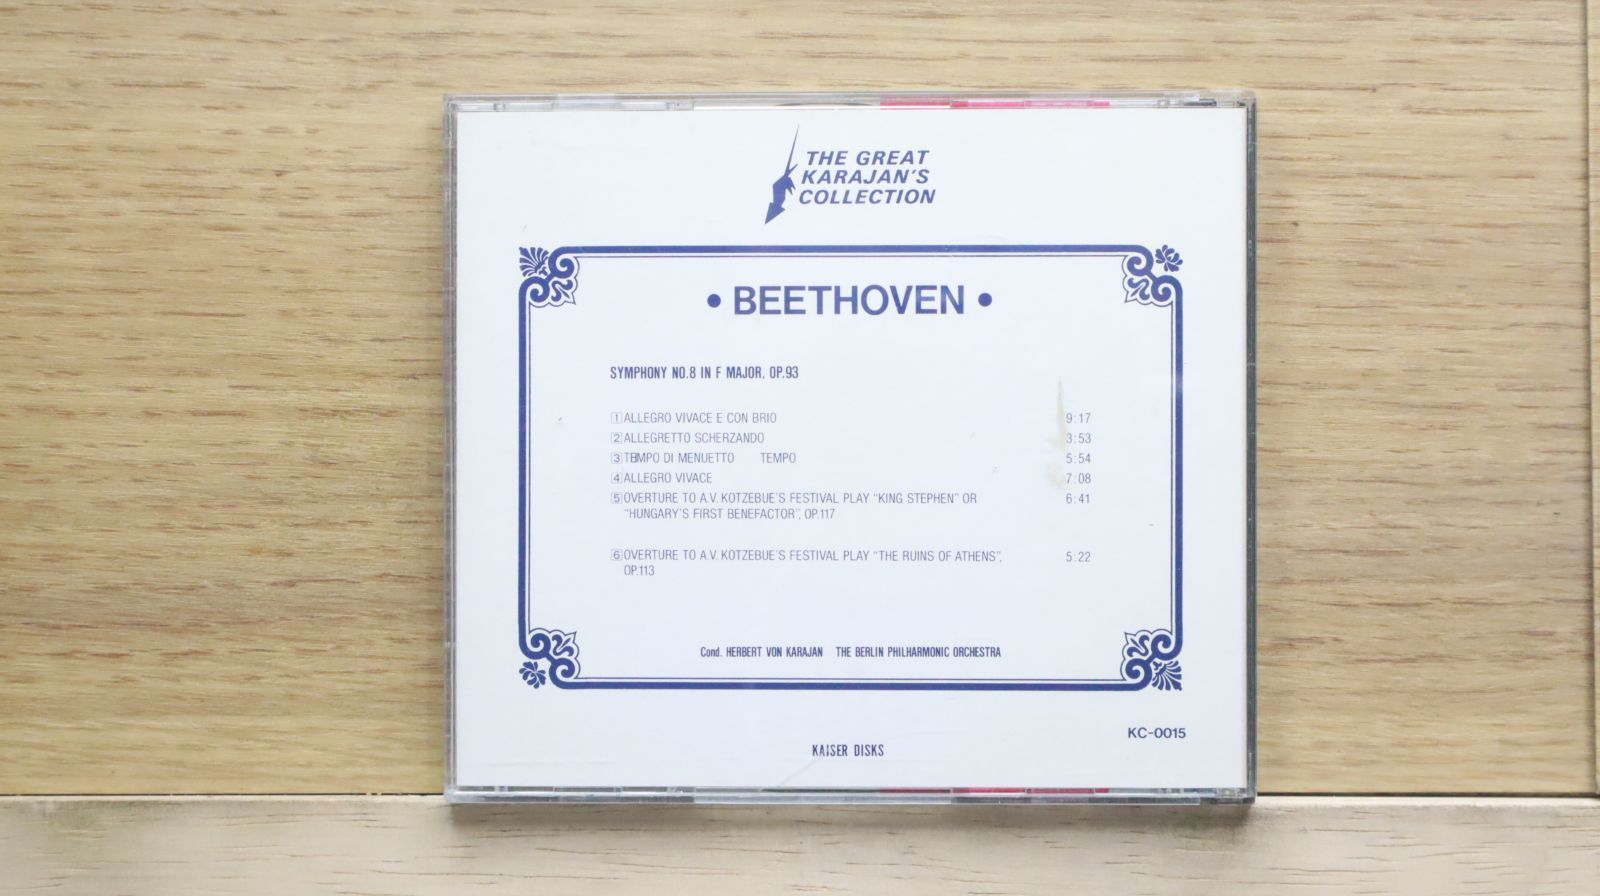 THE GREAT
KARAJAN'S
COLLECTION
• BEETHOVEN •
SYMPHONY NO.8 IN F MAJOR, OP.93
1 ALLEGRO VIVACE E CON BRIO 9:17
2 ALLEGRETTO SCHERZANDO 3:53
3 TEMPO DI MENUETTO TEMPO 5:54
4 ALLEGRO VIVACE 7:08
5 OVERTURE TO A.V. KOTZEBUE'S FESTIVAL PLAY "KING STEPHEN" OR 6:41
"HUNGARY'S FIRST BENEFACTOR", OP.117
6 OVERTURE TO A.V. KOTZEBUE'S FESTIVAL PLAY "THE RUINS OF ATHENS", 5:22
OP.113
Cond. HERBERT VON KARAJAN THE BERLIN PHILHARMONIC ORCHESTRA
KC-0015
KAISER DISKS